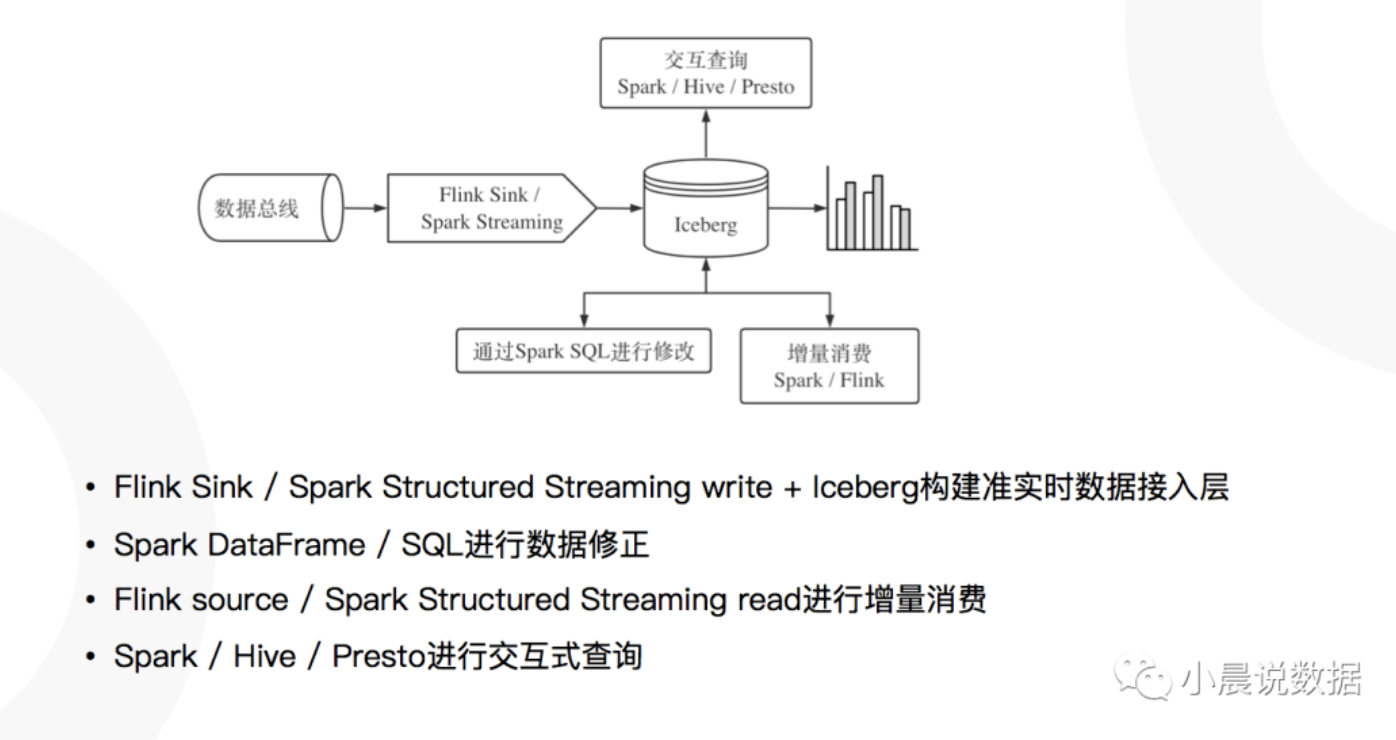 交互查询
Spark / Hive / Presto
数据总线
Flink Sink /
Spark Streaming
Iceberg
通过Spark SQL进行修改
增量消费
Spark / Flink
• Flink Sink / Spark Structured Streaming write + Iceberg构建准实时数据接入层
• Spark DataFrame / SQL进行数据修正
• Flink source / Spark Structured Streaming read进行增量消费
• Spark / Hive / Presto进行交互式查询
小晨说数据